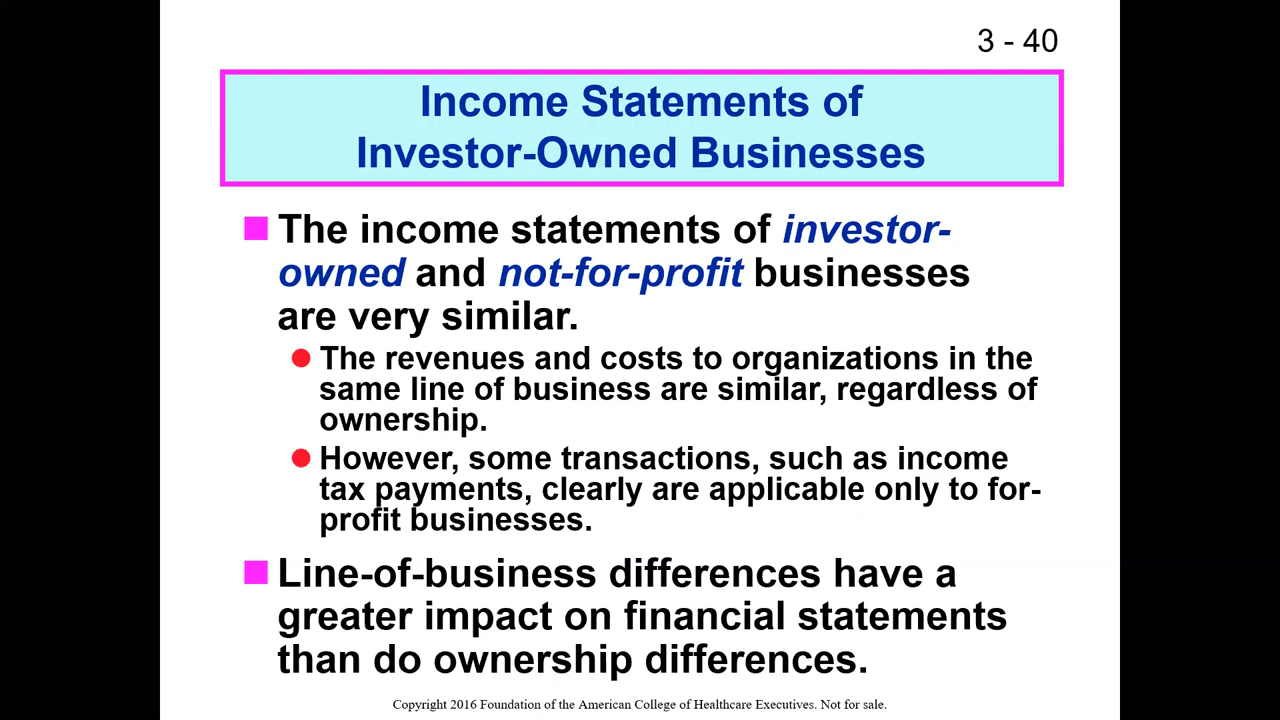 3 - 40
Income Statements of
Investor-Owned Businesses
The income statements of investor-
owned and not-for-profit businesses
are very similar.
The revenues and costs to organizations in the
same line of business are similar, regardless of
ownership.
However, some transactions, such as income
tax payments, clearly are applicable only to for-
profit businesses.
Line-of-business differences have a
greater impact on financial statements
than do ownership differences.
Copyright 2016 Foundation of the American College of Healthcare Executives. Not for sale.